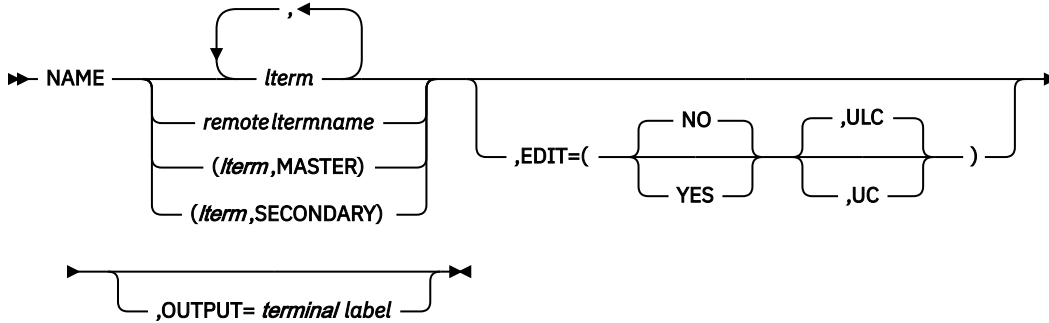 ,
NAME lterm
remoteltermname
(lterm,MASTER)
(lterm,SECONDARY)
,EDIT=( NO ,ULC )
YES ,UC
,OUTPUT= terminal label